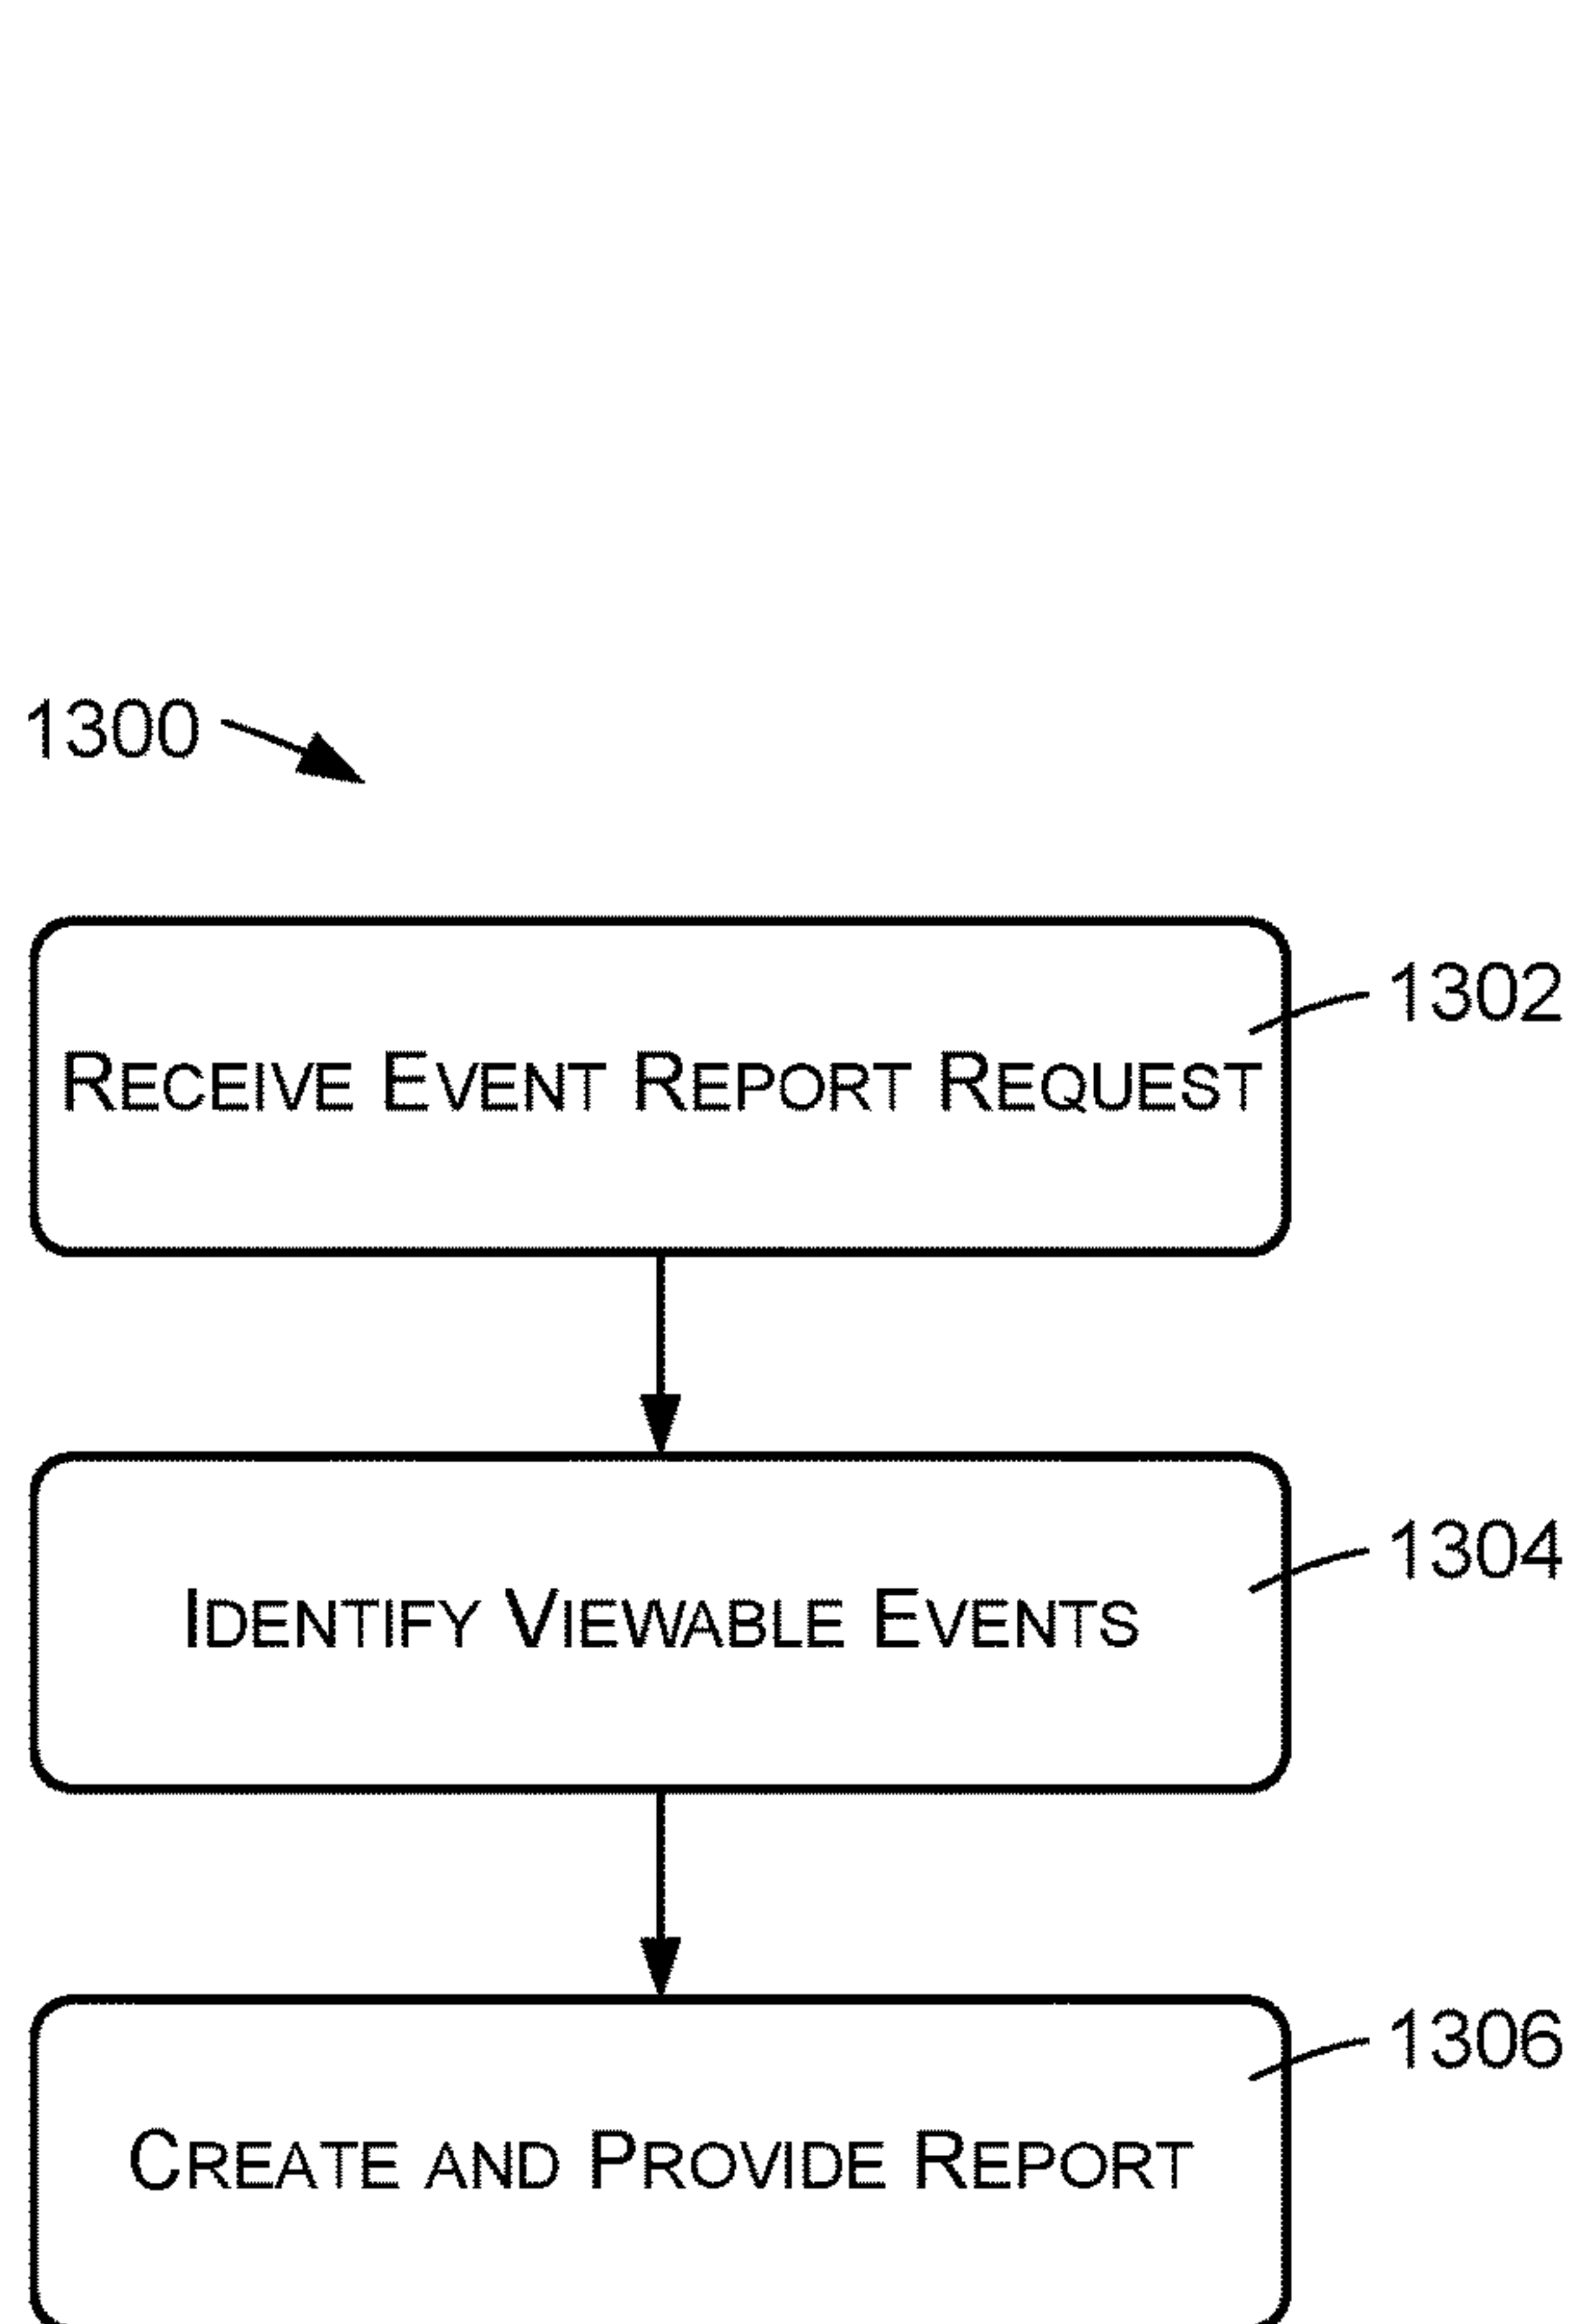 1300
1302
Receive Event Report Request
1304
Identify Viewable Events
1306
Create and Provide Report